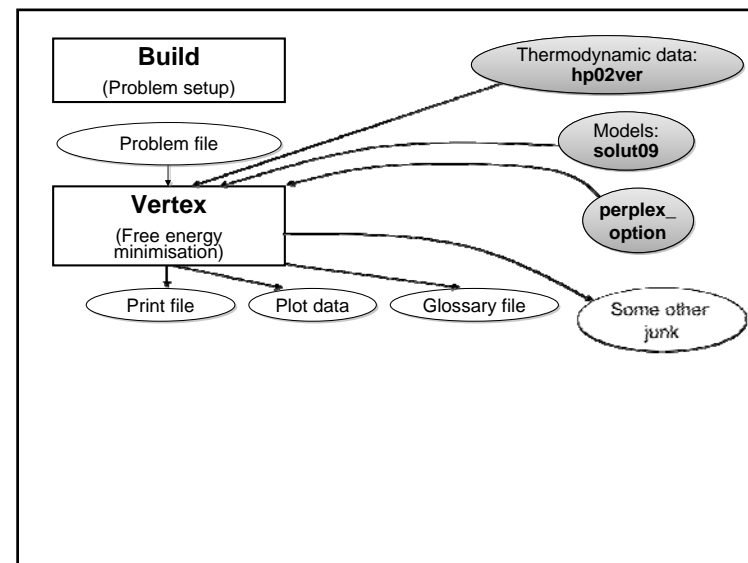 Build
(Problem setup)
Thermodynamic data:
hp02ver
Problem file
Models:
solut09
Vertex
(Free energy
minimisation)
perplex_
option
Print file
Plot data
Glossary file
Some other
junk